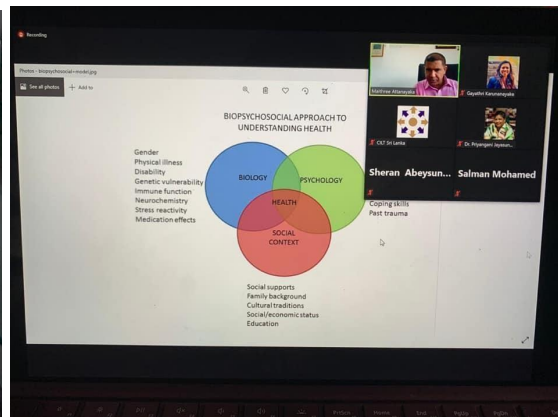 Recording
Photos - biopsychosocial+model.jpg
See all photos
+ Add to
BIOPSYCHOSOCIAL APPROACH TO
UNDERSTANDING HEALTH
Gender
Physical illness
Disability
Genetic vulnerability
Immune function
Neurochemistry
Stress reactivity
Medication effects
BIOLOGY
PSYCHOLOGY
HEALTH
SOCIAL
CONTEXT
Coping skills
Past trauma
Social supports
Family background
Cultural traditions
Social/economic status
Education
Maithree Attanayaka
Gayathri Karunanayaka
CILT Sri Lanka
Dr. Priyangani Jayasun...
Sheran Abeysun...
Salman Mohamed